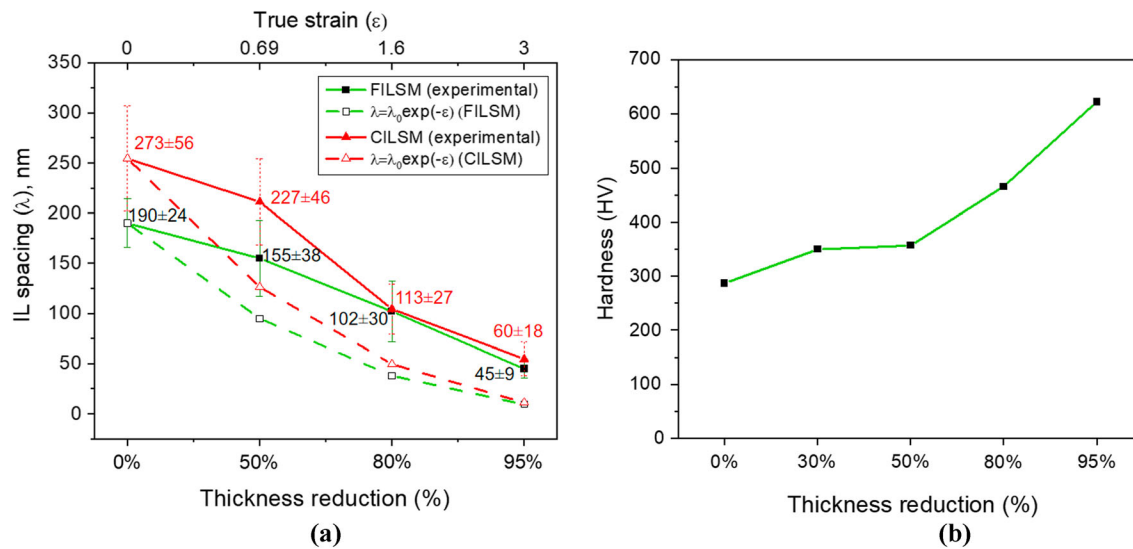 True strain (ε)
0 0.69 1.6 3
350
300
250
200
150
100
50
0
IL spacing (λ), nm
FILSM (experimental)
λ=λ₀exp(-ε) (FILSM)
CILSM (experimental)
λ=λ₀exp(-ε) (CILSM)
273±56
227±46
190±24
155±38
113±27
102±30
60±18
45±9
0% 50% 80% 95%
Thickness reduction (%)
(a)
700
600
500
400
300
200
100
0
Hardness (HV)
0% 30% 50% 80% 95%
Thickness reduction (%)
(b)